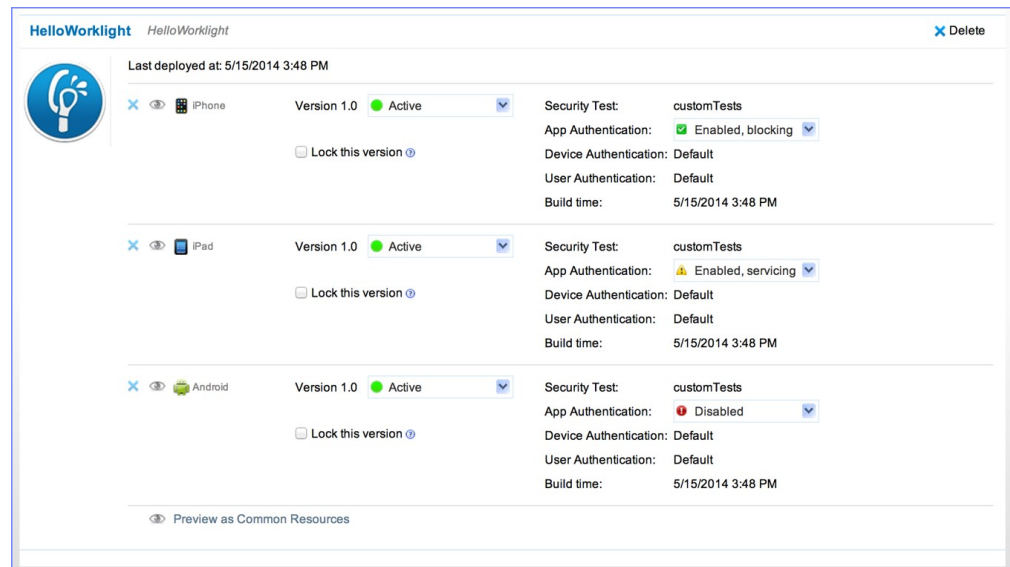 HelloWorklight HelloWorklight Delete
Last deployed at: 5/15/2014 3:48 PM
iPhone Version 1.0 Active Security Test: customTests
App Authentication: Enabled, blocking
Lock this version Device Authentication: Default
User Authentication: Default
Build time: 5/15/2014 3:48 PM
iPad Version 1.0 Active Security Test: customTests
App Authentication: Enabled, servicing
Lock this version Device Authentication: Default
User Authentication: Default
Build time: 5/15/2014 3:48 PM
Android Version 1.0 Active Security Test: customTests
App Authentication: Disabled
Lock this version Device Authentication: Default
User Authentication: Default
Build time: 5/15/2014 3:48 PM
Preview as Common Resources